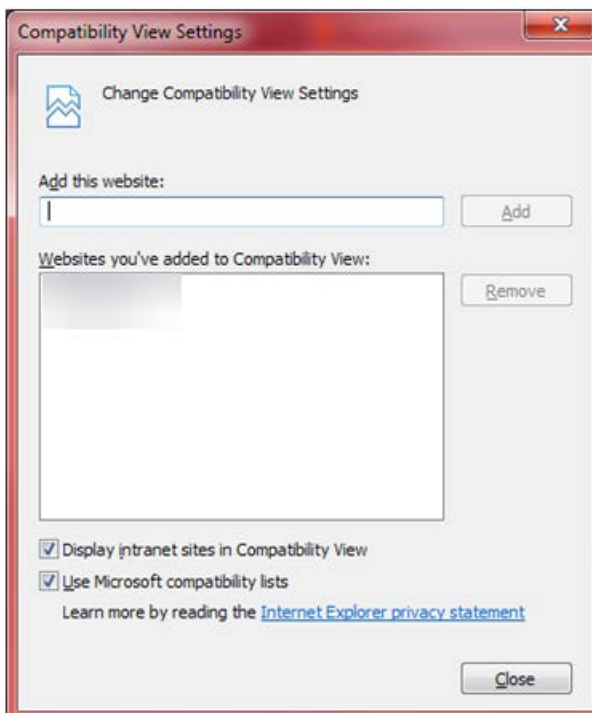 Compatibility View Settings
Change Compatibility View Settings
Add this website:
Add
Websites you've added to Compatibility View:
Remove
Display intranet sites in Compatibility View
Use Microsoft compatibility lists
Learn more by reading the Internet Explorer privacy statement
Close